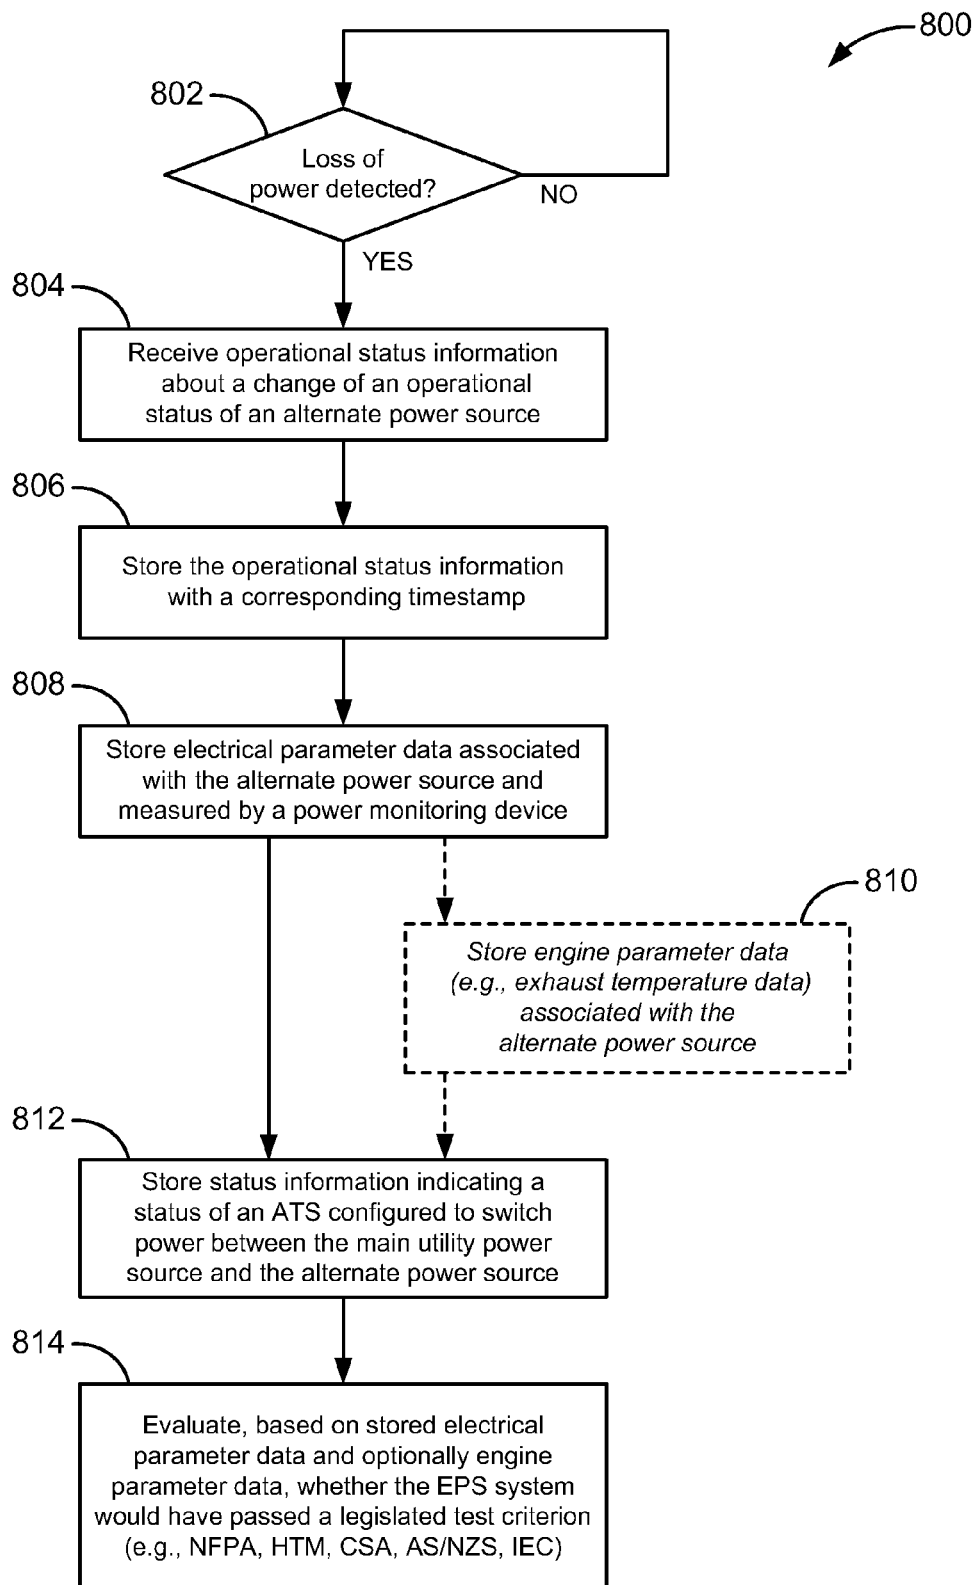 800
802
Loss of
power detected?
NO
YES
804
Receive operational status information
about a change of an operational
status of an alternate power source
806
Store the operational status information
with a corresponding timestamp
808
Store electrical parameter data associated
with the alternate power source and
measured by a power monitoring device
810
Store engine parameter data
(e.g., exhaust temperature data)
associated with the
alternate power source
812
Store status information indicating a
status of an ATS configured to switch
power between the main utility power
source and the alternate power source
814
Evaluate, based on stored electrical
parameter data and optionally engine
parameter data, whether the EPS system
would have passed a legislated test criterion
(e.g., NFPA, HTM, CSA, AS/NZS, IEC)